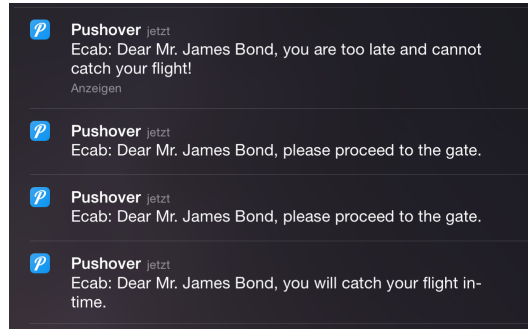 Pushover jetzt
Ecab: Dear Mr. James Bond, you are too late and cannot
catch your flight!
Anzeigen
Pushover jetzt
Ecab: Dear Mr. James Bond, please proceed to the gate.
Pushover jetzt
Ecab: Dear Mr. James Bond, please proceed to the gate.
Pushover jetzt
Ecab: Dear Mr. James Bond, you will catch your flight in-
time.